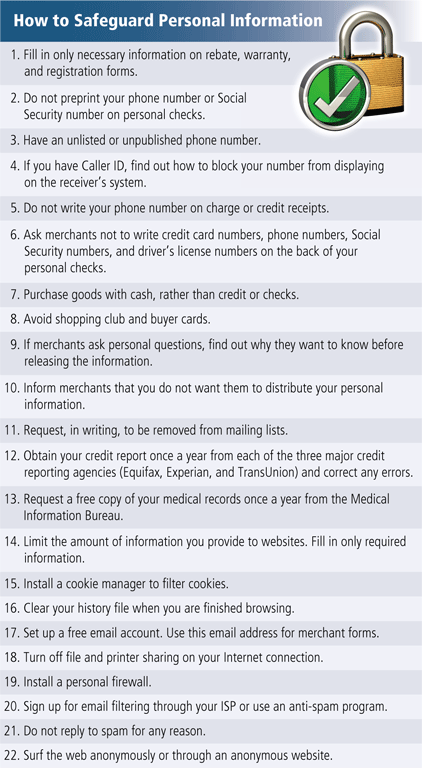 How to Safeguard Personal Information
1. Fill in only necessary information on rebate, warranty,
and registration forms.
2. Do not preprint your phone number or Social
Security number on personal checks.
3. Have an unlisted or unpublished phone number.
4. If you have Caller ID, find out how to block your number from displaying
on the receiver's system.
5. Do not write your phone number on charge or credit receipts.
6. Ask merchants not to write credit card numbers, phone numbers, Social
Security numbers, and driver's license numbers on the back of your
personal checks.
7. Purchase goods with cash, rather than credit or checks.
8. Avoid shopping club and buyer cards.
9. If merchants ask personal questions, find out why they want to know before
releasing the information.
10. Inform merchants that you do not want them to distribute your personal
information.
11. Request, in writing, to be removed from mailing lists.
12. Obtain your credit report once a year from each of the three major credit
reporting agencies (Equifax, Experian, and TransUnion) and correct any errors.
13. Request a free copy of your medical records once a year from the Medical
Information Bureau.
14. Limit the amount of information you provide to websites. Fill in only required
information.
15. Install a cookie manager to filter cookies.
16. Clear your history file when you are finished browsing.
17. Set up a free email account. Use this email address for merchant forms.
18. Turn off file and printer sharing on your Internet connection.
19. Install a personal firewall.
20. Sign up for email filtering through your ISP or use an anti-spam program.
21. Do not reply to spam for any reason.
22. Surf the web anonymously or through an anonymous website.